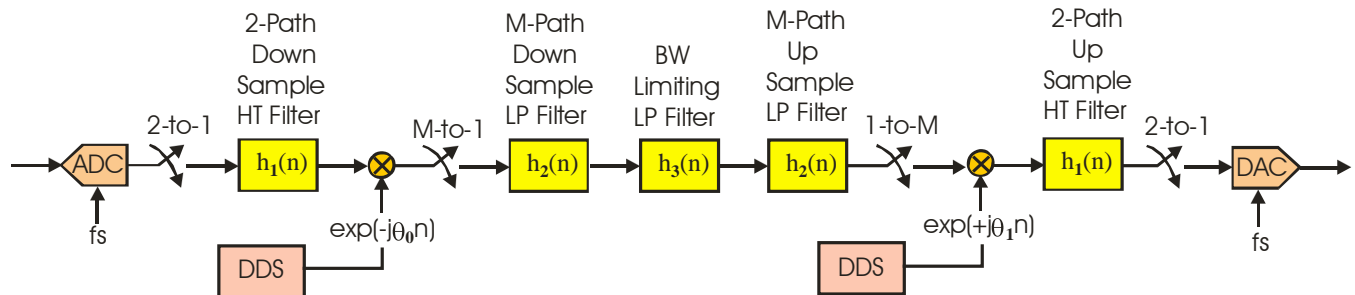 2-Path
Down
Sample
HT Filter
M-Path
Down
Sample
LP Filter
BW
Limiting
LP Filter
M-Path
Up
Sample
LP Filter
2-Path
Up
Sample
HT Filter
ADC
2-to-1
h₁(n)
M-to-1
h₂(n)
h₃(n)
h₂(n)
1-to-M
h₁(n)
2-to-1
DAC
fs
exp(-jθ₀n)
exp(+jθ₁n)
fs
DDS
DDS